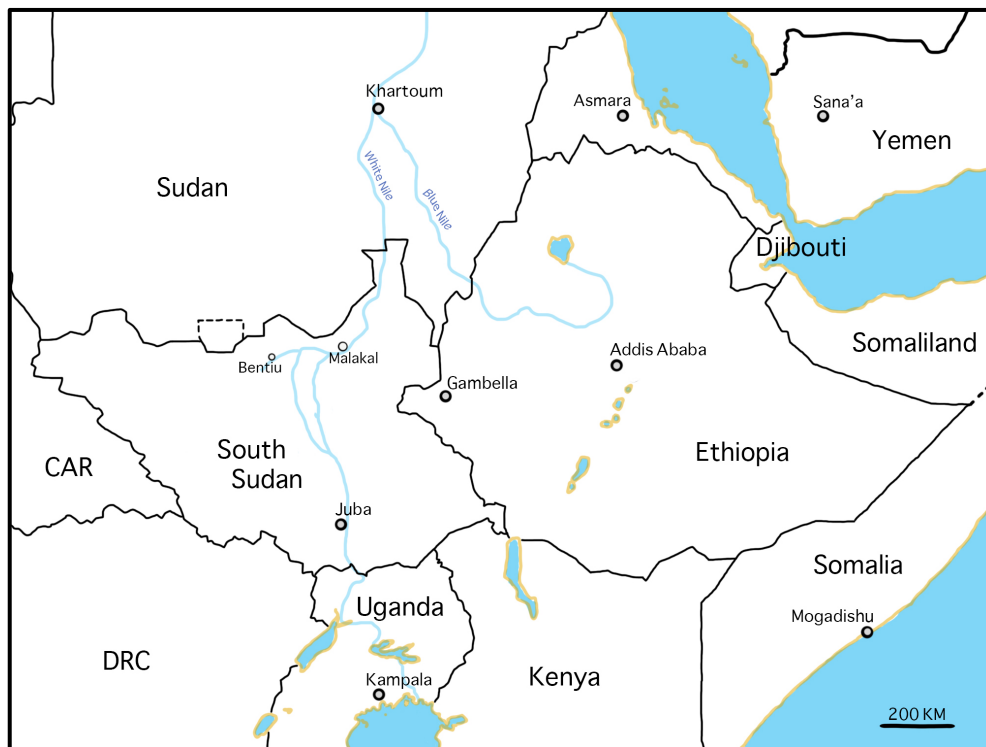 Khartoum
Asmara
Sana'a
Yemen
White Nile
Blue Nile
Sudan
Djibouti
Somaliland
Malakal
Bentiu
Addis Ababa
Gambella
South
Sudan
Ethiopia
CAR
Juba
Somalia
Uganda
Mogadishu
DRC
Kenya
Kampala
200 KM